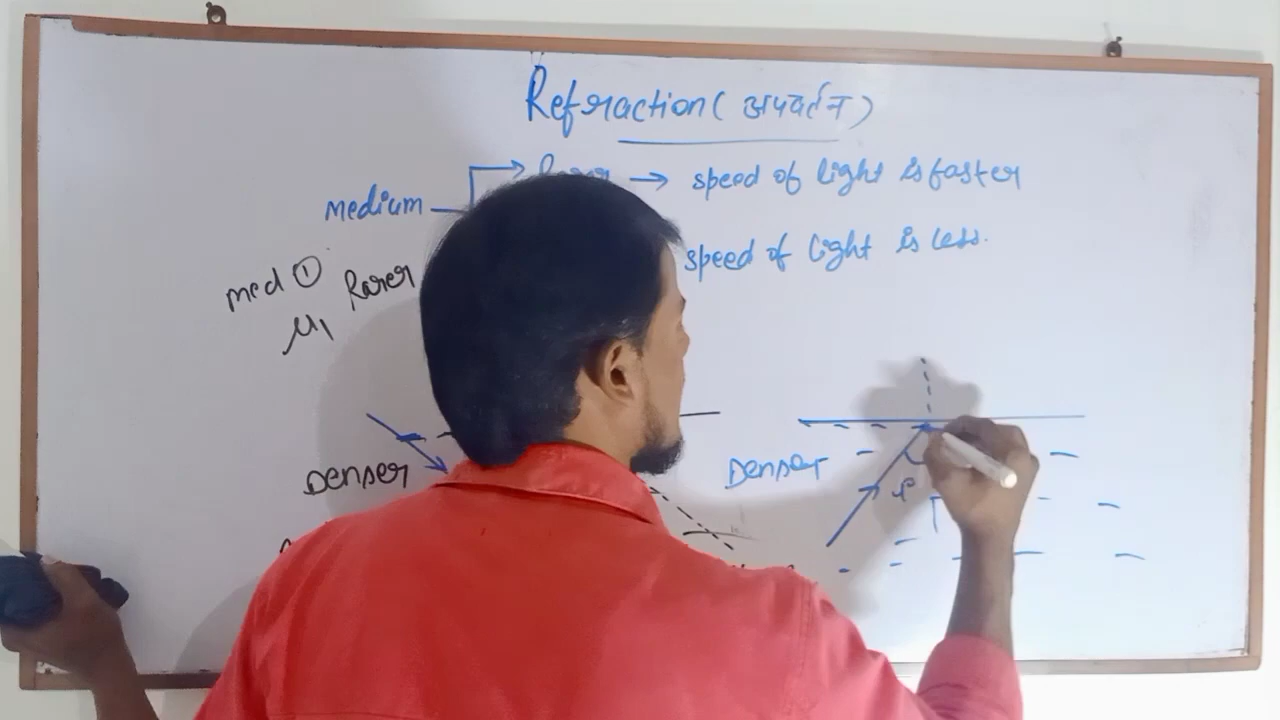 Refraction (अपवर्तन)
medium → Rarer → speed of light is faster
speed of light is less.
med ① Rarer
μ1
Denser
Denser